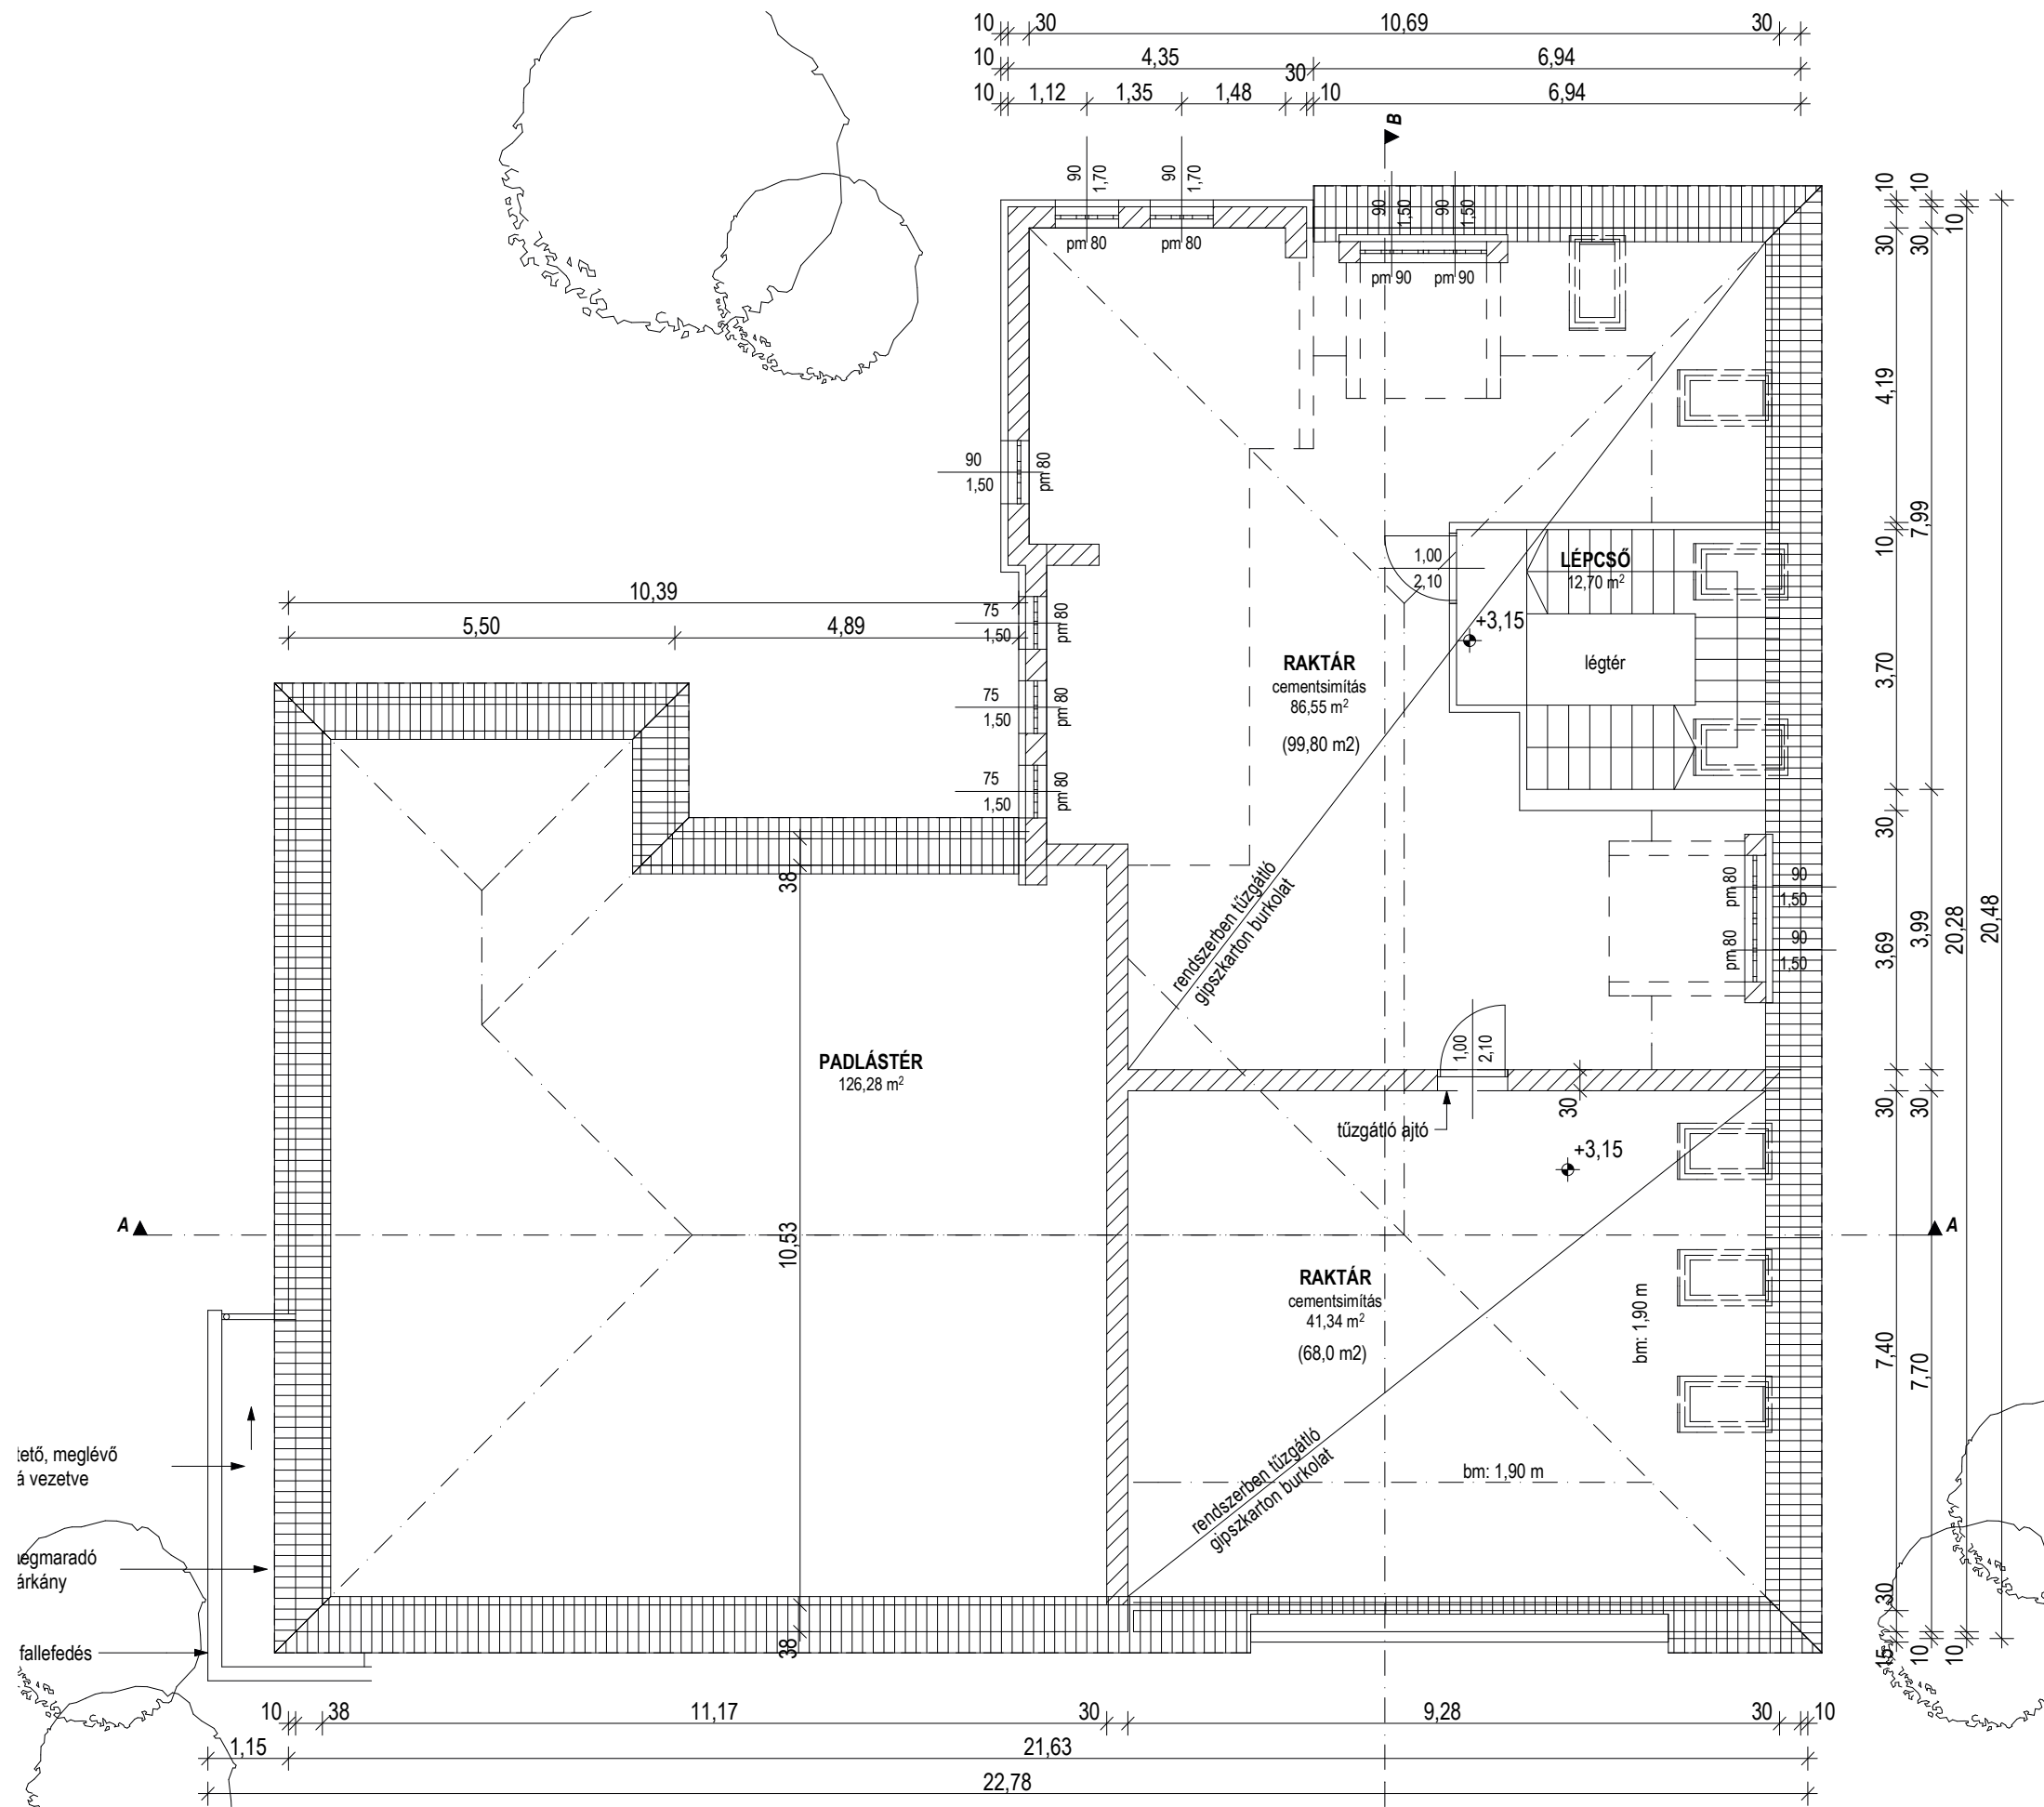 10 30 10,69 30
10 4,35 6,94
30
10 1,12 1,35 1,48 10 6,94
B
90 1,70 90 1,70
90 1,50 90 1,50
pm 80 pm 80
pm 90 pm 90
10 10
10
30 30
4,19
90
1,50
pm 80
7,99
10
1,00
2,10
LÉPCSŐ
12,70 m²
10,39
5,50 4,89
75
1,50
pm 80
+3,15
légtér
3,70
RAKTÁR
cementsimítás
86,55 m²
(99,80 m2)
75
1,50
pm 80
75
1,50
pm 80
30
38
rendszerben tűzgátló
gipszkarton burkolat
pm 80
90
1,50
pm 80
90
1,50
3,69 3,99 20,28 20,48
PADLÁSTÉR
126,28 m²
1,00
2,10
30
30 30
tűzgátló ajtó
+3,15
A
10,53
A
RAKTÁR
cementsimítás
41,34 m²
(68,0 m2)
bm: 1,90 m
7,40 7,70
bm: 1,90 m
rendszerben tűzgátló
gipszkarton burkolat
tető, meglévő
á vezetve
egmaradó
árkány
fallefedés
30
38
15 10 10
10 38 11,17 30 9,28 30 10
1,15 21,63
22,78